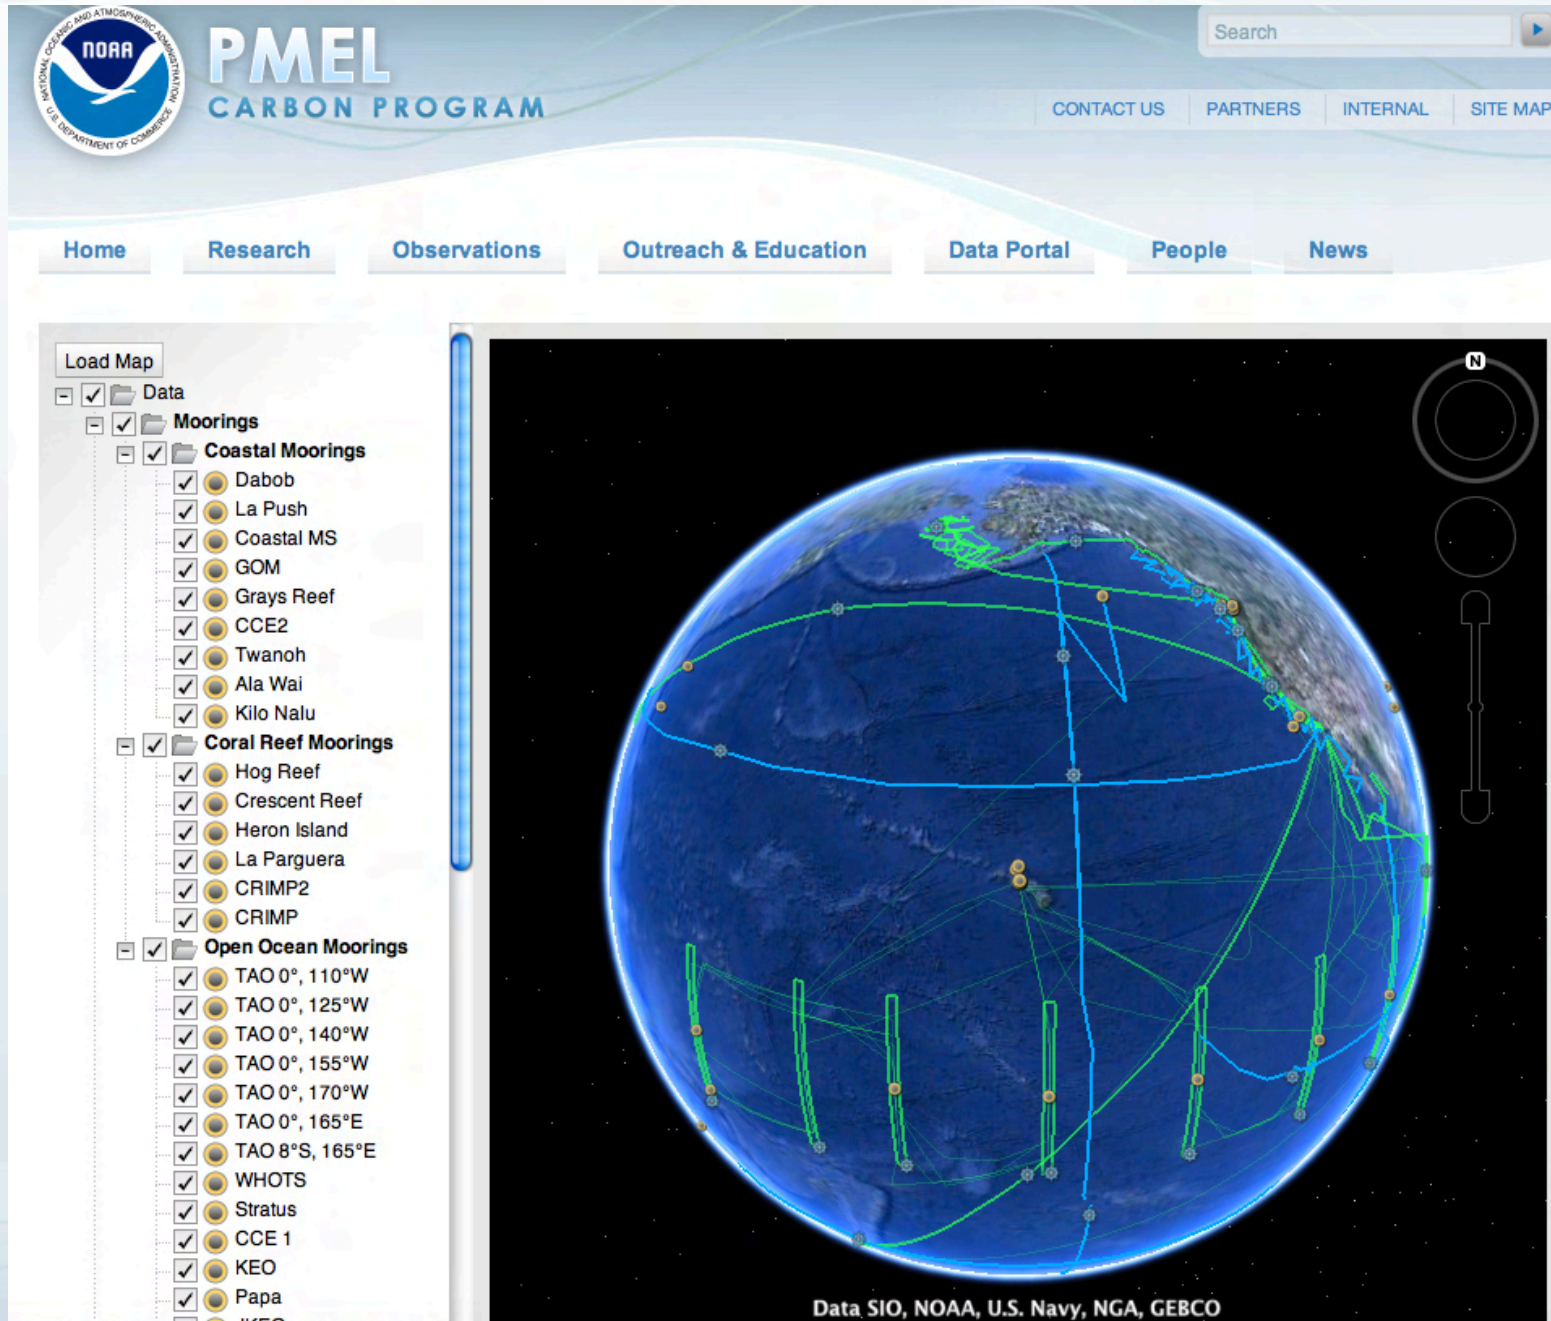 NATIONAL OCEANIC AND ATMOSPHERIC ADMINISTRATION
U.S. DEPARTMENT OF COMMERCE
NOAA
PMEL
CARBON PROGRAM
Search
CONTACT US
PARTNERS
INTERNAL
SITE MAP
Home
Research
Observations
Outreach & Education
Data Portal
People
News
Load Map
Data
Moorings
Coastal Moorings
Dabob
La Push
Coastal MS
GOM
Grays Reef
CCE2
Twanoh
Ala Wai
Kilo Nalu
Coral Reef Moorings
Hog Reef
Crescent Reef
Heron Island
La Parguera
CRIMP2
CRIMP
Open Ocean Moorings
TAO 0°, 110°W
TAO 0°, 125°W
TAO 0°, 140°W
TAO 0°, 155°W
TAO 0°, 170°W
TAO 0°, 165°E
TAO 8°S, 165°E
WHOTS
Stratus
CCE 1
KEO
Papa
N
Data SIO, NOAA, U.S. Navy, NGA, GEBCO